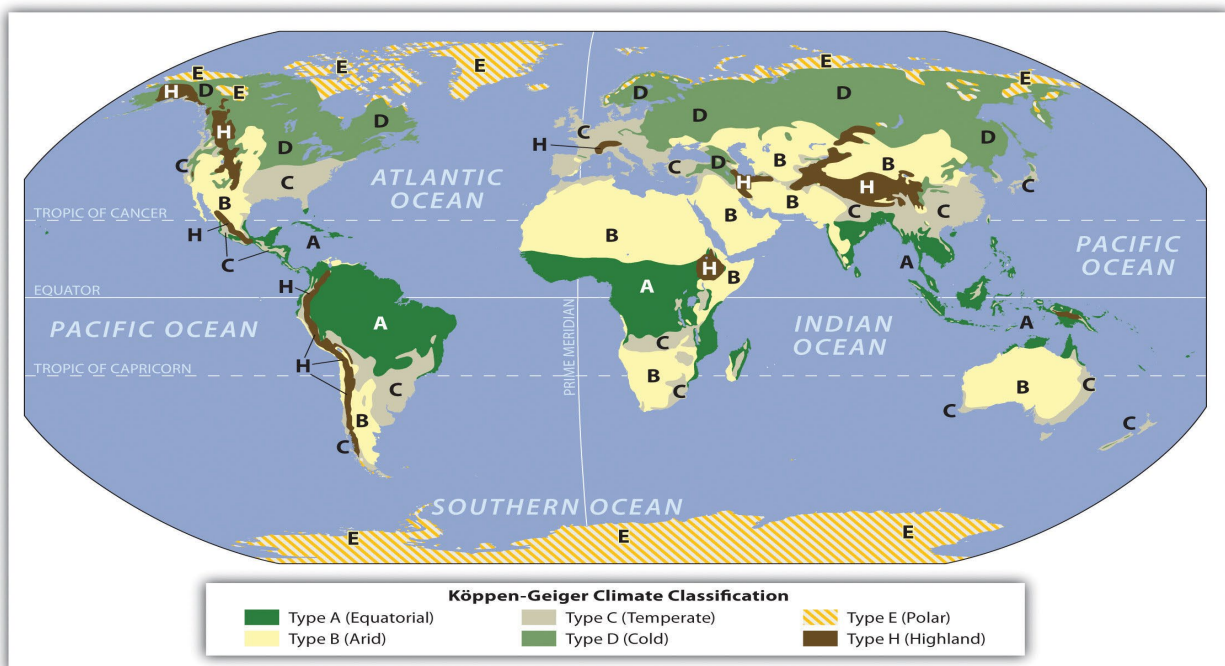 E
E
E
E
E
H
D
E
D
D
D
H
D
D
D
C
H
C
C
B
D
B
H
H
C
C
B
ATLANTIC
OCEAN
B
B
C
C
TROPIC OF CANCER
H
C
A
B
H
B
A
PACIFIC
OCEAN
EQUATOR
H
A
PACIFIC OCEAN
A
INDIAN
OCEAN
A
C
TROPIC OF CAPRICORN
H
C
B
PRIME MERIDIAN
B
C
B
C
C
C
C
SOUTHERN OCEAN
E
E
E
Köppen-Geiger Climate Classification
Type A (Equatorial)
Type C (Temperate)
Type E (Polar)
Type B (Arid)
Type D (Cold)
Type H (Highland)